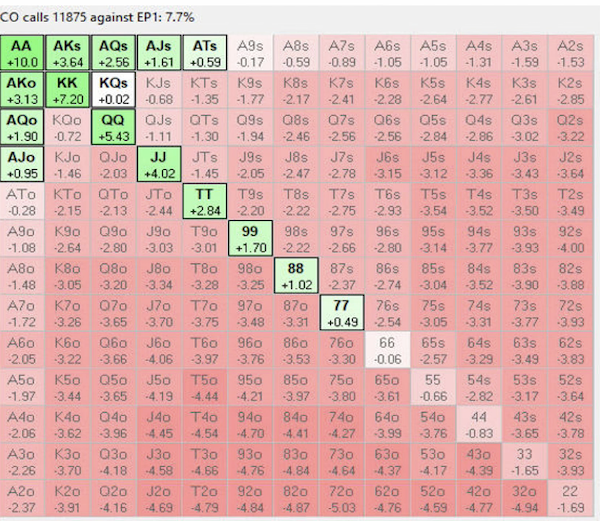 CO calls 11875 against EP1: 7.7%
AA AKs AQs AJs ATs A9s A8s A7s A6s A5s A4s A3s A2s
+10.0 +3.64 +2.56 +1.61 +0.59 -0.17 -0.59 -0.89 -1.05 -1.05 -1.31 -1.59 -1.53
AKo KK KQs KJs KTs K9s K8s K7s K6s K5s K4s K3s K2s
+3.13 +7.20 +0.02 -0.68 -1.35 -1.77 -2.17 -2.41 -2.28 -2.64 -2.77 -2.61 -2.85
AQo KQo QQ QJs QTs Q9s Q8s Q7s Q6s Q5s Q4s Q3s Q2s
+1.90 -0.72 +5.43 -1.11 -1.30 -1.94 -2.46 -2.56 -2.56 -2.84 -2.86 -3.02 -3.22
AJo KJo QJo JJ JTs J9s J8s J7s J6s J5s J4s J3s J2s
+0.95 -1.46 -2.03 +4.02 -1.45 -2.05 -2.47 -2.78 -3.15 -3.12 -3.36 -3.43 -3.64
ATo KTo QTo JTo TT T9s T8s T7s T6s T5s T4s T3s T2s
-0.28 -2.15 -2.13 -2.44 +2.84 -2.20 -2.22 -2.75 -2.93 -3.54 -3.52 -3.50 -3.49
A9o K9o Q9o J9o T9o 99 98s 97s 96s 95s 94s 93s 92s
-1.08 -2.64 -2.80 -3.03 -3.01 +1.70 -2.22 -2.66 -2.80 -3.14 -3.77 -3.93 -4.00
A8o K8o Q8o J8o T8o 98o 88 87s 86s 85s 84s 83s 82s
-1.48 -3.05 -3.20 -3.34 -3.28 -3.25 +1.02 -2.37 -2.74 -3.04 -3.52 -3.90 -3.88
A7o K7o Q7o J7o T7o 97o 87o 77 76s 75s 74s 73s 72s
-1.72 -3.26 -3.65 -3.70 -3.75 -3.48 -3.31 +0.49 -2.54 -3.05 -3.31 -3.77 -3.93
A6o K6o Q6o J6o T6o 96o 86o 76o 66 65s 64s 63s 62s
-2.05 -3.22 -3.66 -4.06 -3.97 -3.76 -3.53 -3.30 -0.06 -2.57 -3.29 -3.49 -3.83
A5o K5o Q5o J5o T5o 95o 85o 75o 65o 55 54s 53s 52s
-1.97 -3.44 -3.65 -4.19 -4.44 -4.21 -3.97 -3.80 -3.61 -0.66 -2.82 -3.17 -3.64
A4o K4o Q4o J4o T4o 94o 84o 74o 64o 54o 44 43s 42s
-2.06 -3.62 -3.96 -4.45 -4.54 -4.70 -4.41 -4.27 -3.99 -3.76 -0.83 -3.65 -3.78
A3o K3o Q3o J3o T3o 93o 83o 73o 63o 53o 43o 33 32s
-2.26 -3.70 -4.18 -4.58 -4.66 -4.76 -4.84 -4.64 -4.37 -4.17 -4.39 -1.65 -3.93
A2o K2o Q2o J2o T2o 92o 82o 72o 62o 52o 42o 32o 22
-2.37 -3.91 -4.16 -4.69 -4.79 -4.84 -4.87 -5.03 -4.76 -4.59 -4.77 -4.94 -1.69